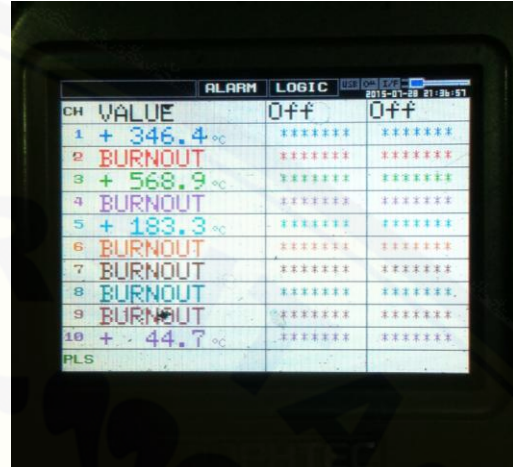 ALARM LOGIC USB
2015-07-28 21:36:57
CH VALUE Off Off
1 + 346.4 °C ******* *******
2 BURNOUT ******* *******
3 + 568.9 °C ******* *******
4 BURNOUT ******* *******
5 + 183.3 °C ******* *******
6 BURNOUT ******* *******
7 BURNOUT ******* *******
8 BURNOUT ******* *******
9 BURNOUT ******* *******
10 + 44.7 °C ******* *******
PLS